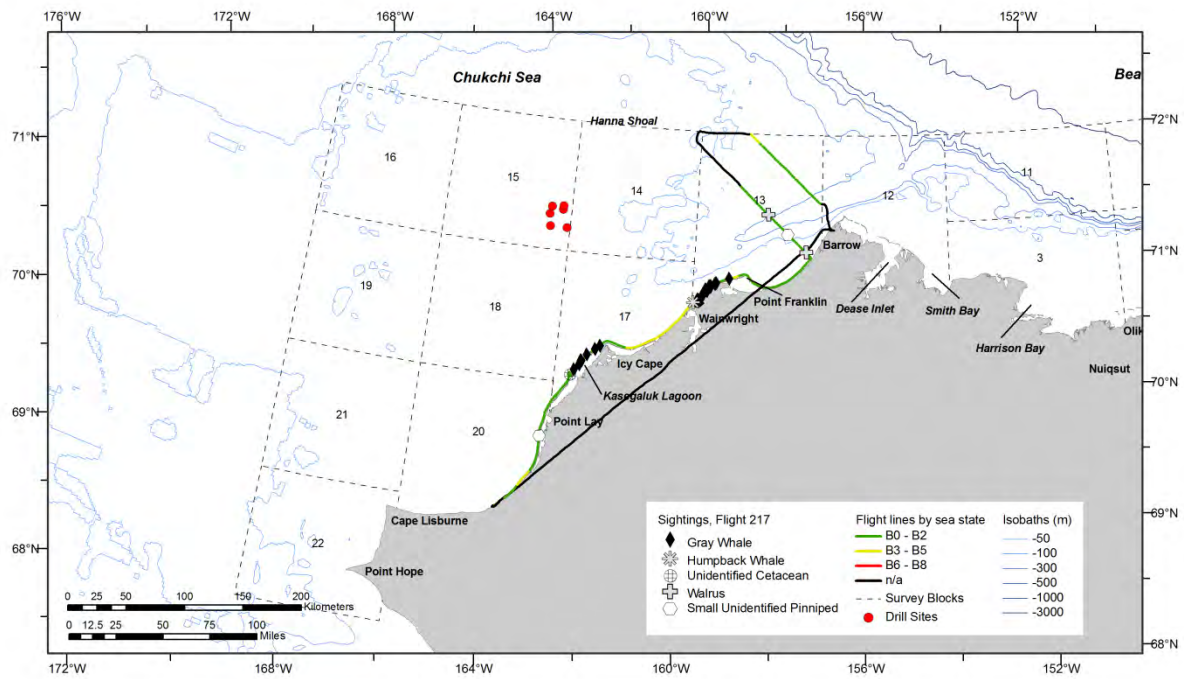 176°W 168°W 164°W 160°W 156°W 152°W
Chukchi Sea
Bea
72°N
71°N
Hanna Shoal
16
15
14
13
12
11
71°N
Barrow
3
70°N
19
18
17
Point Franklin
Dease Inlet
Smith Bay
Wainwright
Harrison Bay
Olik
Icy Cape
Nuiqsut
Kasegaluk Lagoon
70°N
69°N
21
20
Point Lay
Cape Lisburne
69°N
68°N
22
Point Hope
68°N
0 25 50 100 150 200
Kilometers
0 12.5 25 50 75 100
Miles
Sightings, Flight 217
Gray Whale
Humpback Whale
Unidentified Cetacean
Walrus
Small Unidentified Pinniped
Flight lines by sea state
B0 - B2
B3 - B5
B6 - B8
n/a
Survey Blocks
Drill Sites
Isobaths (m)
-50
-100
-300
-500
-1000
-3000
172°W 168°W 164°W 160°W 158°W 156°W 152°W